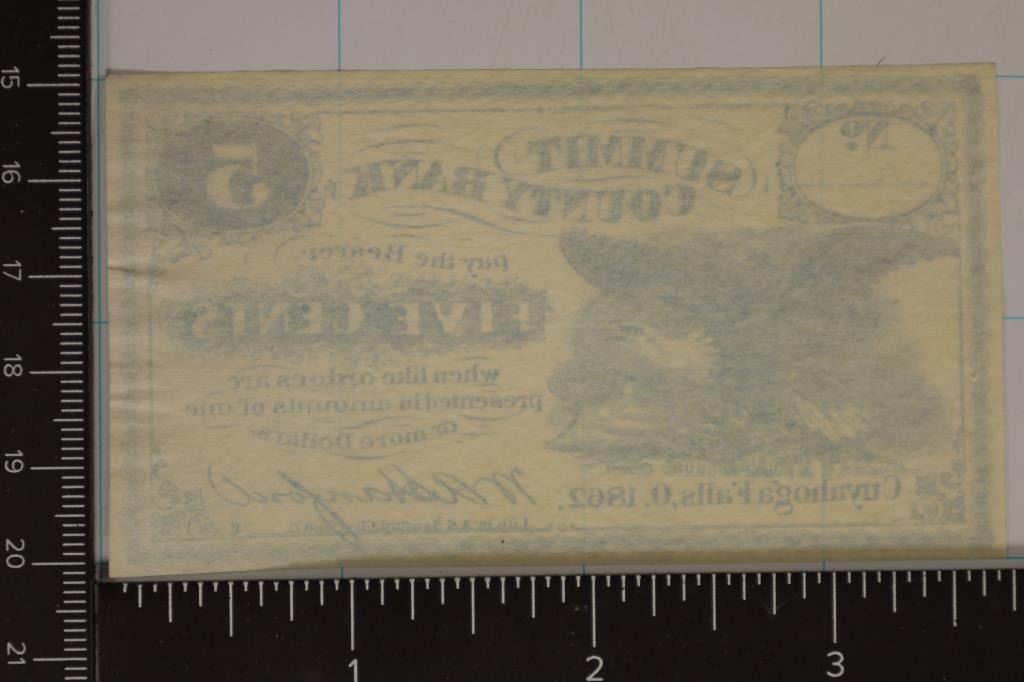 No.
SUMMIT
COUNTY BANK
5
pay the Bearer
FIVE CENTS
when like orders are
presented in amounts of one
or more Dollars.
Cuyahoga Falls, O. 1862.
15
16
17
18
19
20
21
1
2
3